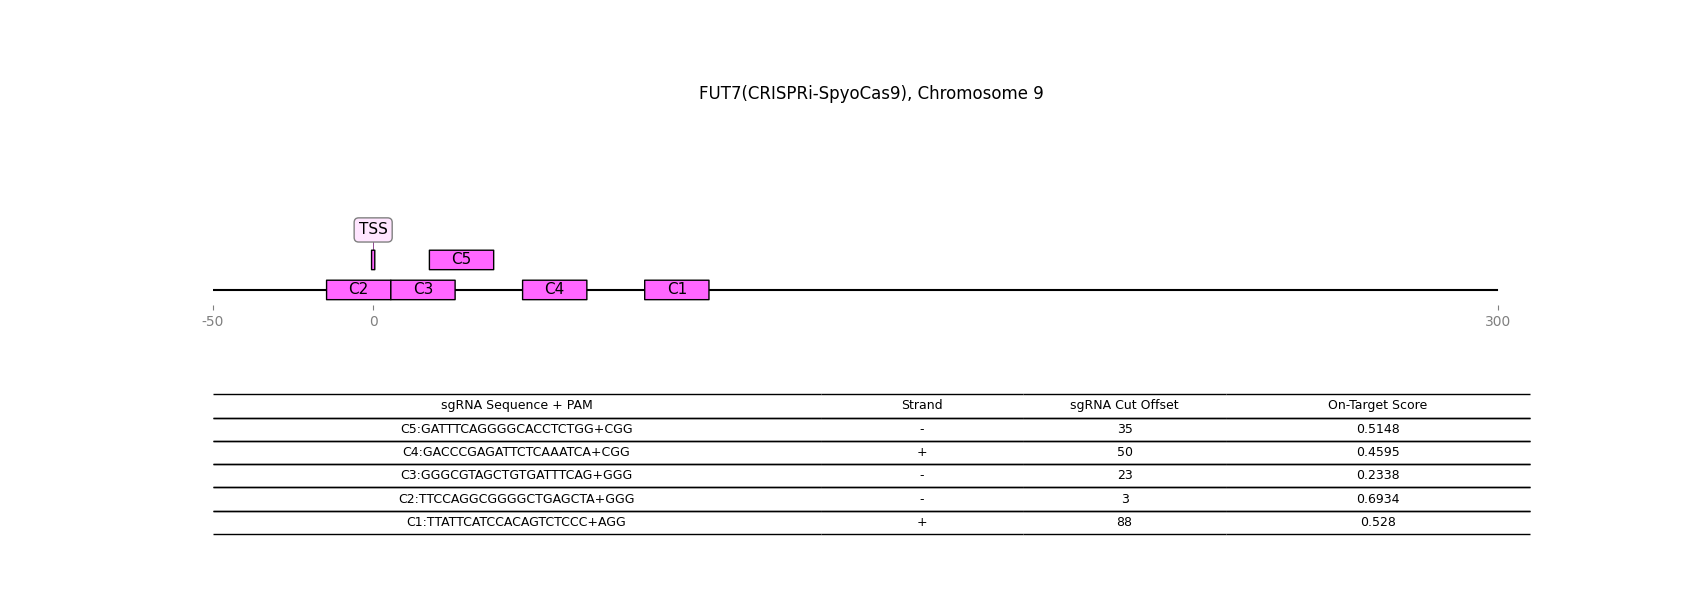 FUT7(CRISPRi-SpyoCas9), Chromosome 9
TSS
C5
C2 C3 C4 C1
-50 0 300
sgRNA Sequence + PAM Strand sgRNA Cut Offset On-Target Score
C5:GATTTCAGGGGCACCTCTGG+CGG - 35 0.5148
C4:GACCCGAGATTCTCAAATCA+CGG + 50 0.4595
C3:GGGCGTAGCTGTGATTTCAG+GGG - 23 0.2338
C2:TTCCAGGCGGGGCTGAGCTA+GGG - 3 0.6934
C1:TTATTCATCCACAGTCTCCC+AGG + 88 0.528